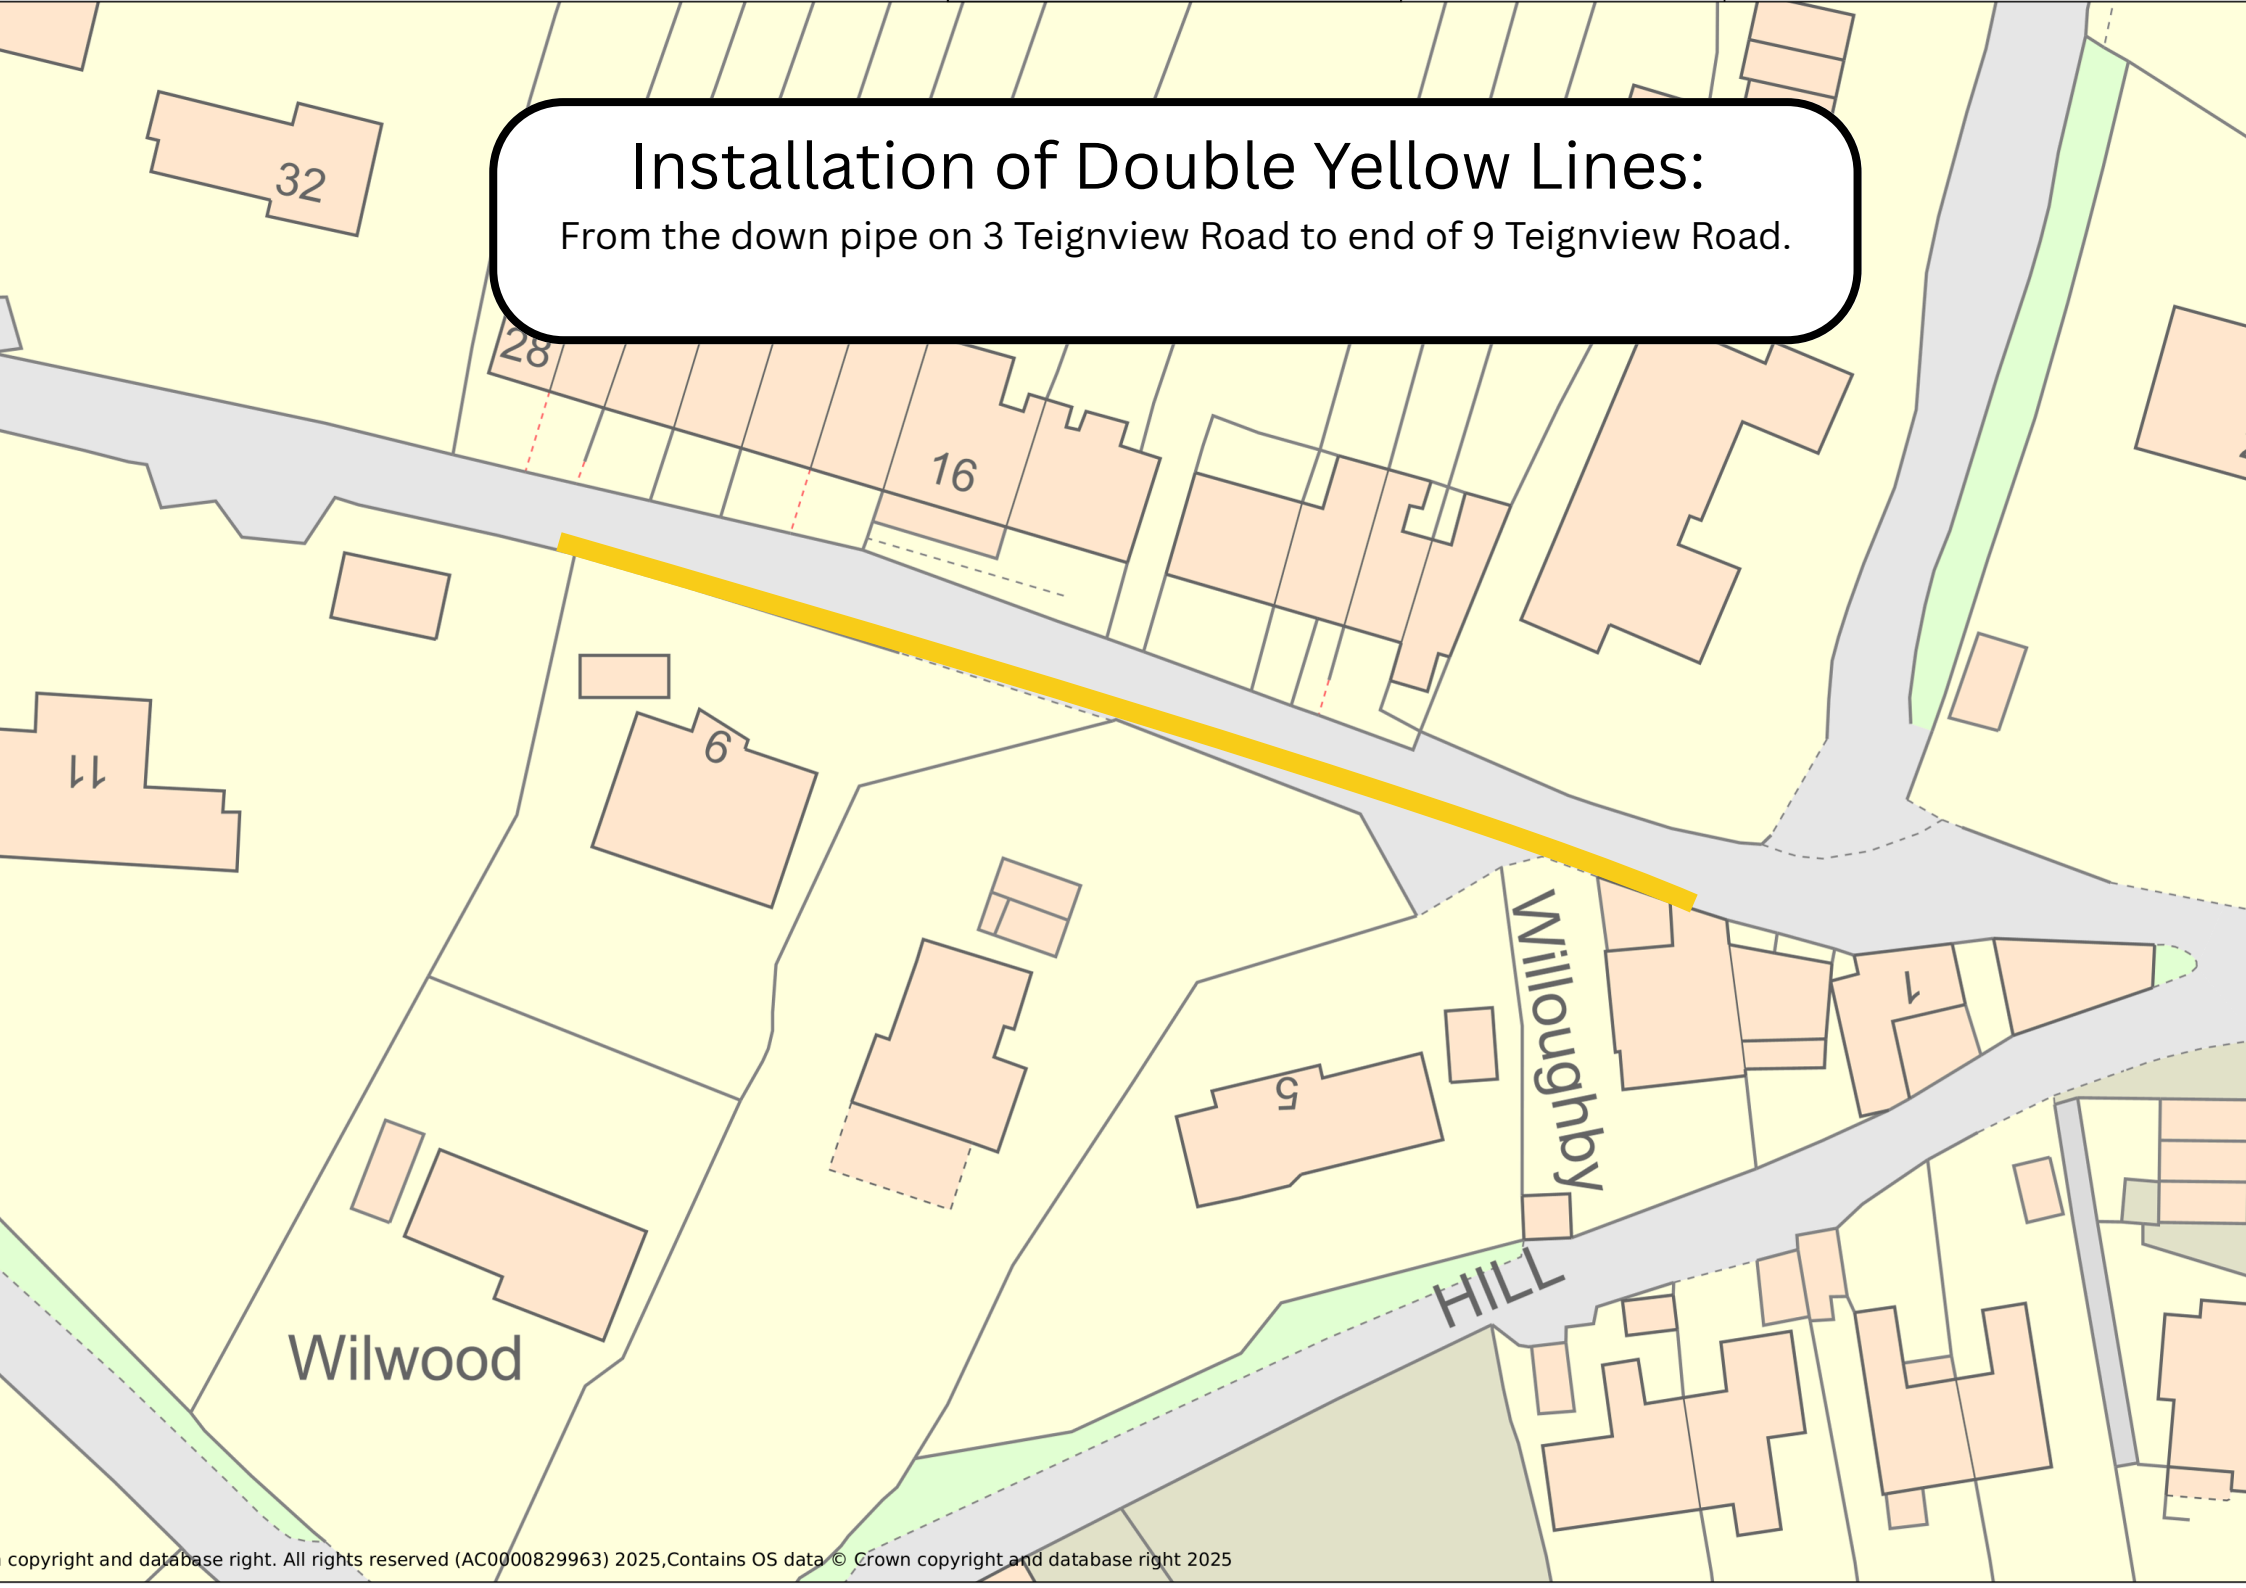 Installation of Double Yellow Lines:
From the down pipe on 3 Teignview Road to end of 9 Teignview Road.
32
28
16
11
9
5
Willoughby
1
HILL
Wilwood
copyright and database right. All rights reserved (AC0000829963) 2025,Contains OS data © Crown copyright and database right 2025